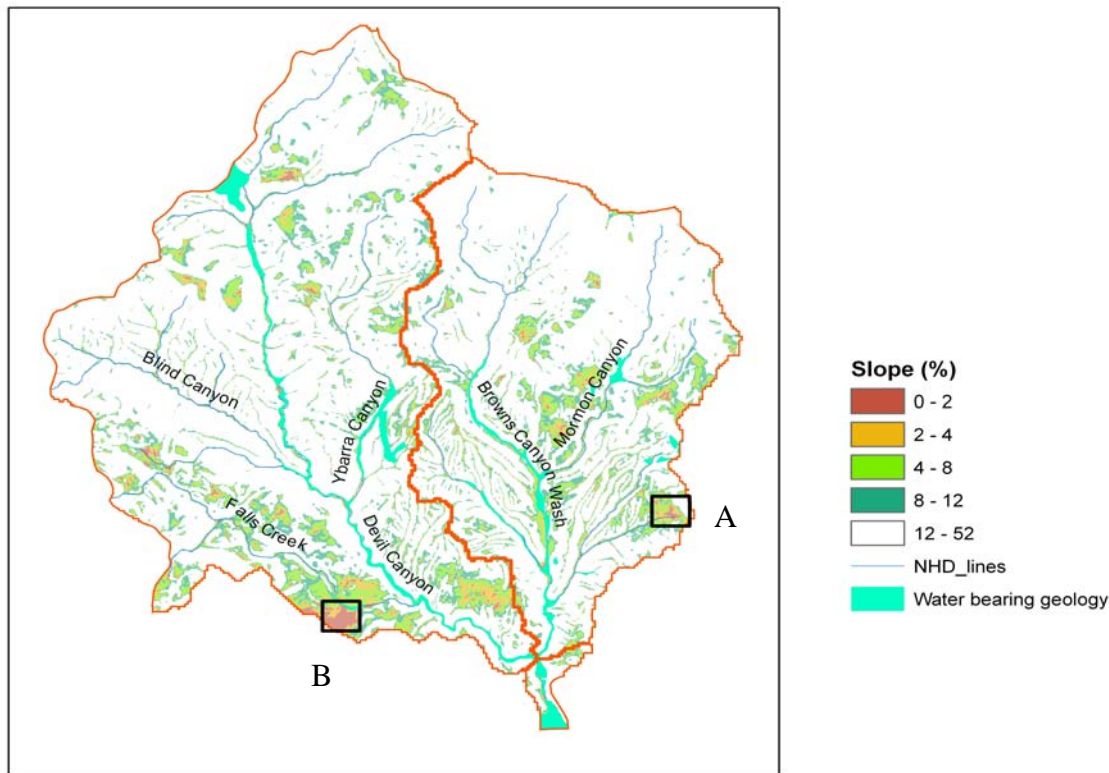 Blind Canyon
Ybarra Canyon
Browns Canyon Wash
Mormon Canyon
Falls Creek
Devil Canyon
A
B
Slope (%)
0 - 2
2 - 4
4 - 8
8 - 12
12 - 52
NHD_lines
Water bearing geology